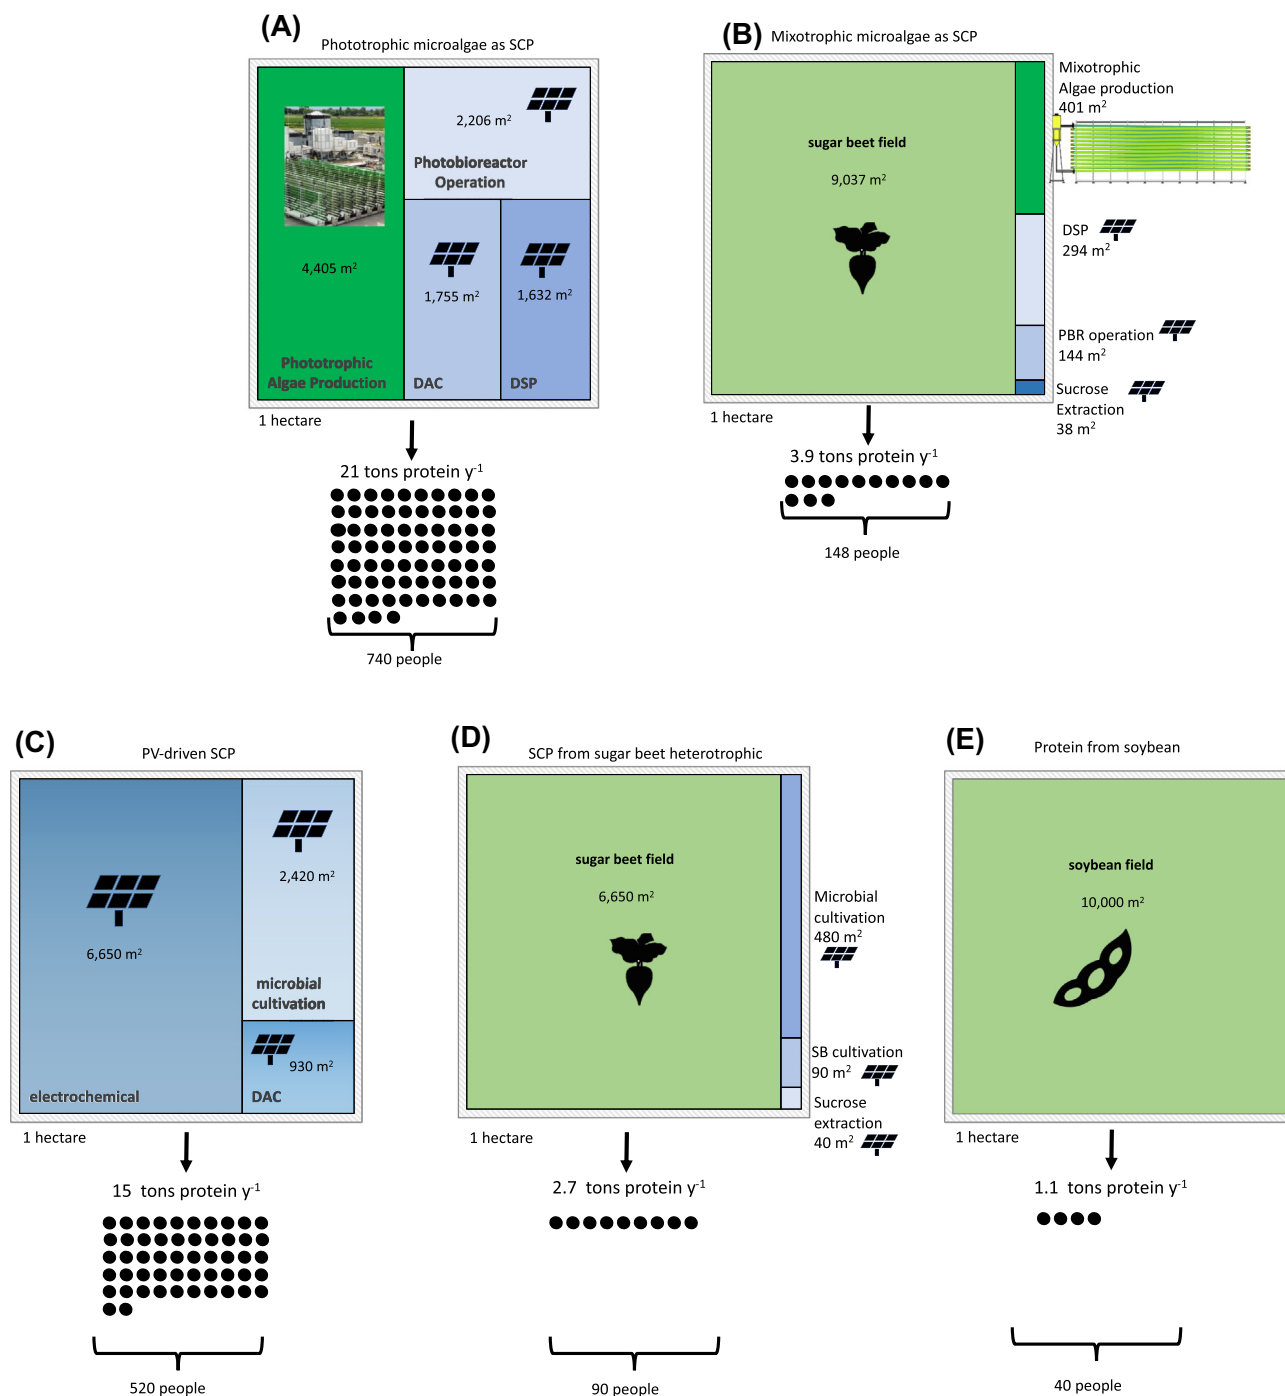 (A)
Phototrophic microalgae as SCP
2,206 m²
Photobioreactor
Operation
4,405 m²
1,755 m²
1,632 m²
Phototrophic
Algae Production
DAC
DSP
1 hectare
21 tons protein y⁻¹
740 people
(B)
Mixotrophic microalgae as SCP
sugar beet field
9,037 m²
Mixotrophic
Algae production
401 m²
DSP
294 m²
PBR operation
144 m²
Sucrose
Extraction
38 m²
1 hectare
3.9 tons protein y⁻¹
148 people
(C)
PV-driven SCP
6,650 m²
2,420 m²
microbial
cultivation
930 m²
electrochemical
DAC
1 hectare
15 tons protein y⁻¹
520 people
(D)
SCP from sugar beet heterotrophic
sugar beet field
6,650 m²
Microbial
cultivation
480 m²
SB cultivation
90 m²
Sucrose
extraction
40 m²
1 hectare
2.7 tons protein y⁻¹
90 people
(E)
Protein from soybean
soybean field
10,000 m²
1 hectare
1.1 tons protein y⁻¹
40 people